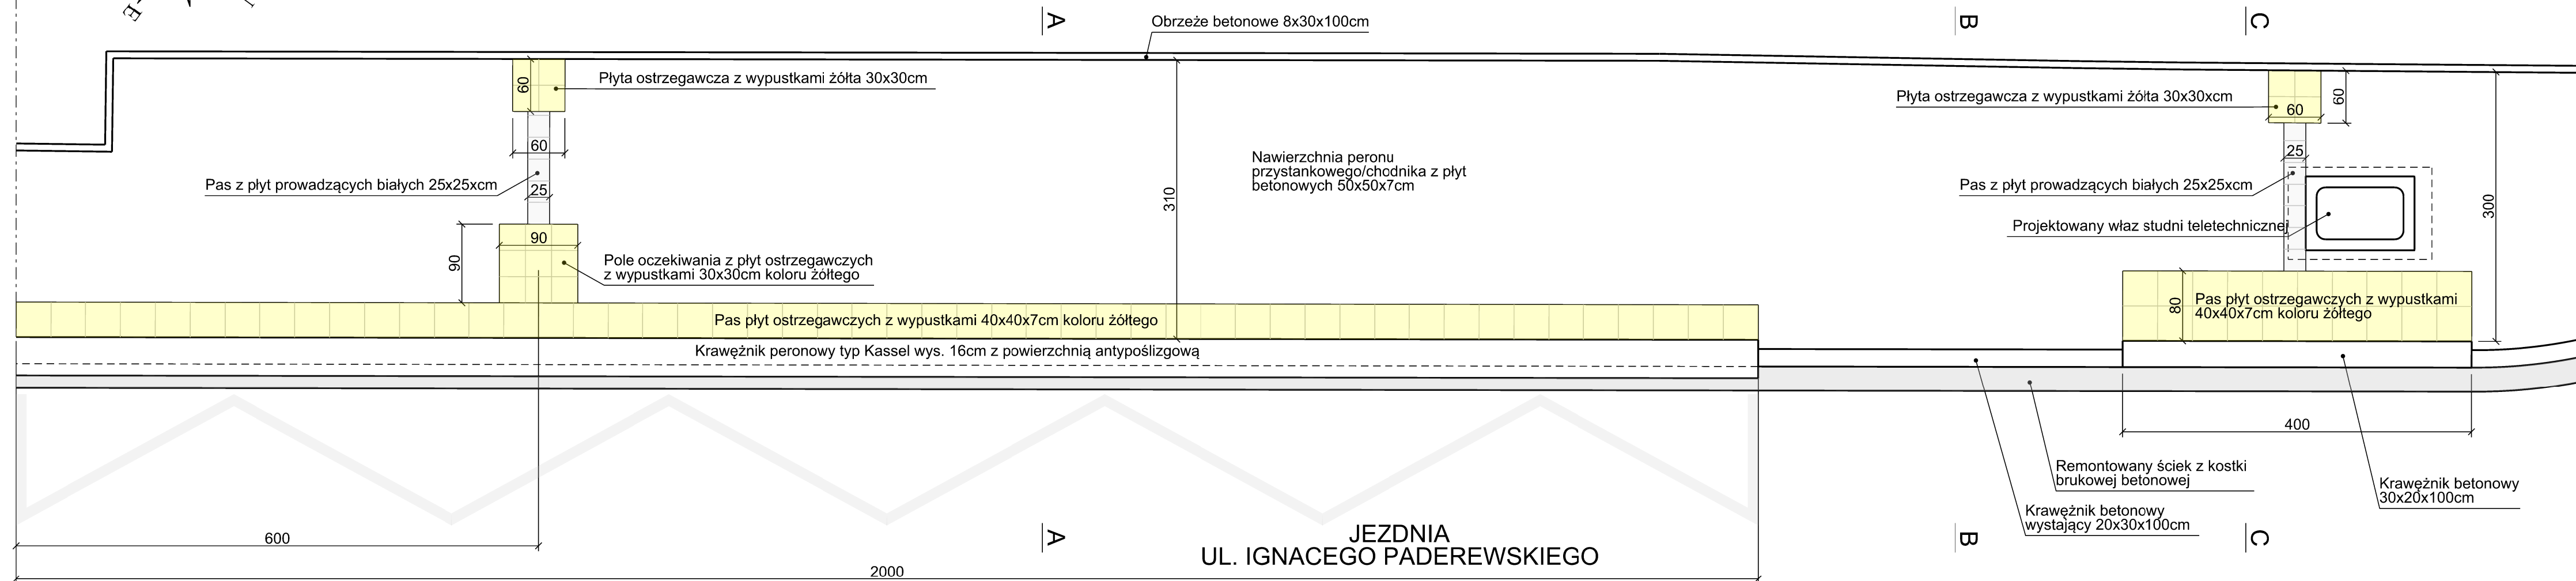 A
B
C
Obrzeże betonowe 8x30x100cm
60
Płyta ostrzegawcza z wypustkami żółta 30x30cm
60
Pas z płyt prowadzących białych 25x25xcm
25
90
90
Pole oczekiwania z płyt ostrzegawczych
z wypustkami 30x30cm koloru żółtego
310
Nawierzchnia peronu
przystankowego/chodnika z płyt
betonowych 50x50x7cm
Płyta ostrzegawcza z wypustkami żółta 30x30xcm
60
60
25
Pas z płyt prowadzących białych 25x25xcm
Projektowany właz studni teletechnicznej
300
80
Pas płyt ostrzegawczych z wypustkami
40x40x7cm koloru żółtego
Pas płyt ostrzegawczych z wypustkami 40x40x7cm koloru żółtego
Krawężnik peronowy typ Kassel wys. 16cm z powierzchnią antypoślizgową
400
Remontowany ściek z kostki
brukowej betonowej
Krawężnik betonowy
30x20x100cm
Krawężnik betonowy
wystający 20x30x100cm
600
A
JEZDNIA
UL. IGNACEGO PADEREWSKIEGO
B
C
2000